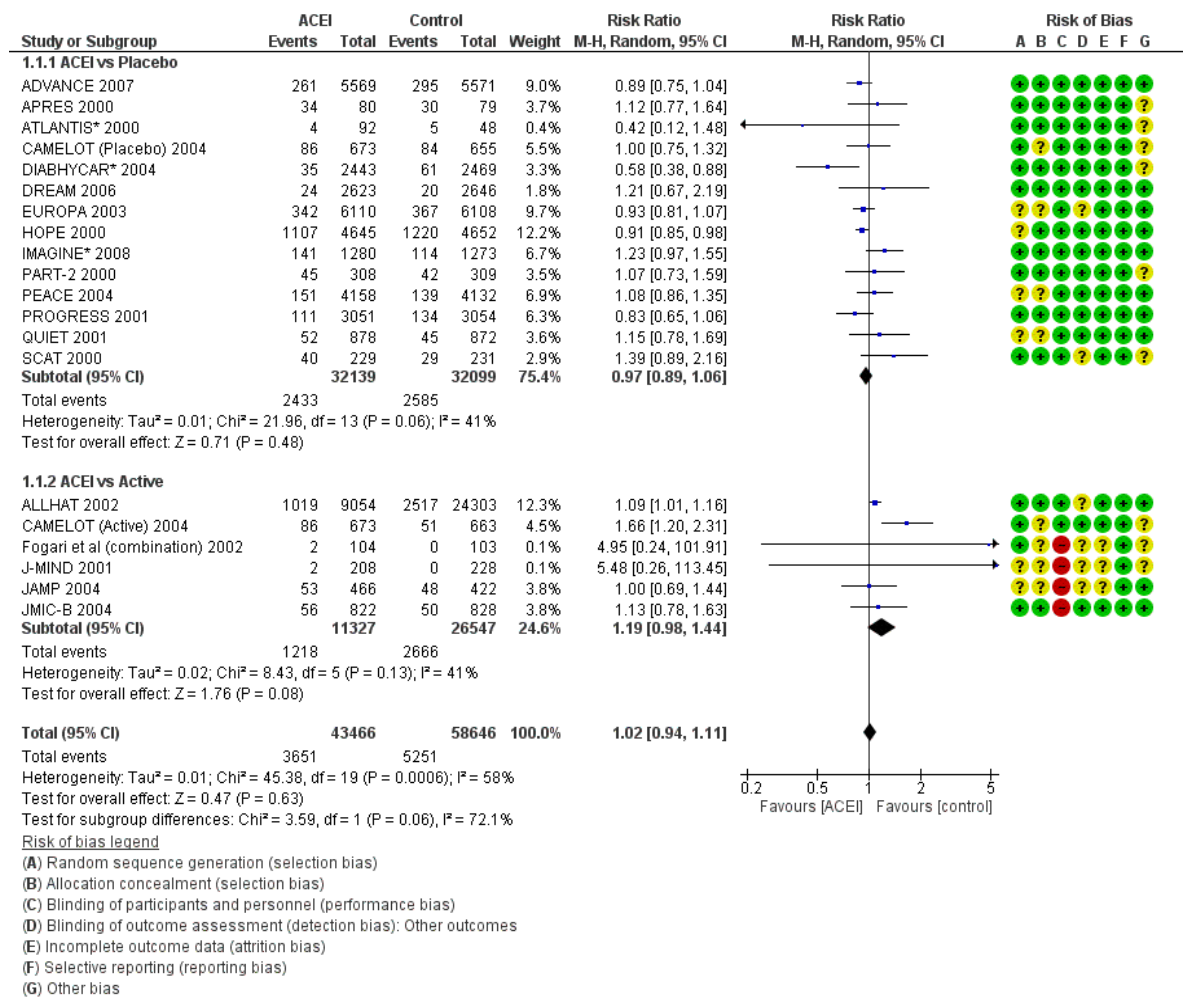 ACEI Control Risk Ratio Risk Ratio Risk of Bias
Study or Subgroup Events Total Events Total Weight M-H, Random, 95% CI M-H, Random, 95% CI A B C D E F G
1.1.1 ACEI vs Placebo
ADVANCE 2007 261 5569 295 5571 9.0% 0.89 [0.75, 1.04] + + + + + + +
APRES 2000 34 80 30 79 3.7% 1.12 [0.77, 1.64] + + + + + + ?
ATLANTIS* 2000 4 92 5 48 0.4% 0.42 [0.12, 1.48] + + + + + + ?
CAMELOT (Placebo) 2004 86 673 84 655 5.5% 1.00 [0.75, 1.32] + ? + + + + ?
DIABHYCAR* 2004 35 2443 61 2469 3.3% 0.58 [0.38, 0.88] + + + + + + ?
DREAM 2006 24 2623 20 2646 1.8% 1.21 [0.67, 2.19] + + + + + + +
EUROPA 2003 342 6110 367 6108 9.7% 0.93 [0.81, 1.07] ? ? + ? + + +
HOPE 2000 1107 4645 1220 4652 12.2% 0.91 [0.85, 0.98] ? + + + + + +
IMAGINE* 2008 141 1280 114 1273 6.7% 1.23 [0.97, 1.55] + + + + + + +
PART-2 2000 45 308 42 309 3.5% 1.07 [0.73, 1.59] + + + + + + ?
PEACE 2004 151 4158 139 4132 6.9% 1.08 [0.86, 1.35] ? ? + + + + +
PROGRESS 2001 111 3051 134 3054 6.3% 0.83 [0.65, 1.06] + + + + + + +
QUIET 2001 52 878 45 872 3.6% 1.15 [0.78, 1.69] ? ? + + + + +
SCAT 2000 40 229 29 231 2.9% 1.39 [0.89, 2.16] + + + ? + + ?
Subtotal (95% CI) 32139 32099 75.4% 0.97 [0.89, 1.06]
Total events 2433 2585
Heterogeneity: Tau² = 0.01; Chi² = 21.96, df = 13 (P = 0.06); I² = 41%
Test for overall effect: Z = 0.71 (P = 0.48)
1.1.2 ACEI vs Active
ALLHAT 2002 1019 9054 2517 24303 12.3% 1.09 [1.01, 1.16] + + + ? + + +
CAMELOT (Active) 2004 86 673 51 663 4.5% 1.66 [1.20, 2.31] + ? + + + + ?
Fogari et al (combination) 2002 2 104 0 103 0.1% 4.95 [0.24, 101.91] + ? - ? ? + ?
J-MIND 2001 2 208 0 228 0.1% 5.48 [0.26, 113.45] ? ? - ? ? ? ?
JAMP 2004 53 466 48 422 3.8% 1.00 [0.69, 1.44] ? ? - ? ? + +
JMIC-B 2004 56 822 50 828 3.8% 1.13 [0.78, 1.63] + + - + + + +
Subtotal (95% CI) 11327 26547 24.6% 1.19 [0.98, 1.44]
Total events 1218 2666
Heterogeneity: Tau² = 0.02; Chi² = 8.43, df = 5 (P = 0.13); I² = 41%
Test for overall effect: Z = 1.76 (P = 0.08)
Total (95% CI) 43466 58646 100.0% 1.02 [0.94, 1.11]
Total events 3651 5251
Heterogeneity: Tau² = 0.01; Chi² = 45.38, df = 19 (P = 0.0006); I² = 58%
Test for overall effect: Z = 0.47 (P = 0.63)
Test for subgroup differences: Chi² = 3.59, df = 1 (P = 0.06), I² = 72.1%
0.2 0.5 1 2 5
Favours [ACEI] Favours [control]
Risk of bias legend
(A) Random sequence generation (selection bias)
(B) Allocation concealment (selection bias)
(C) Blinding of participants and personnel (performance bias)
(D) Blinding of outcome assessment (detection bias): Other outcomes
(E) Incomplete outcome data (attrition bias)
(F) Selective reporting (reporting bias)
(G) Other bias